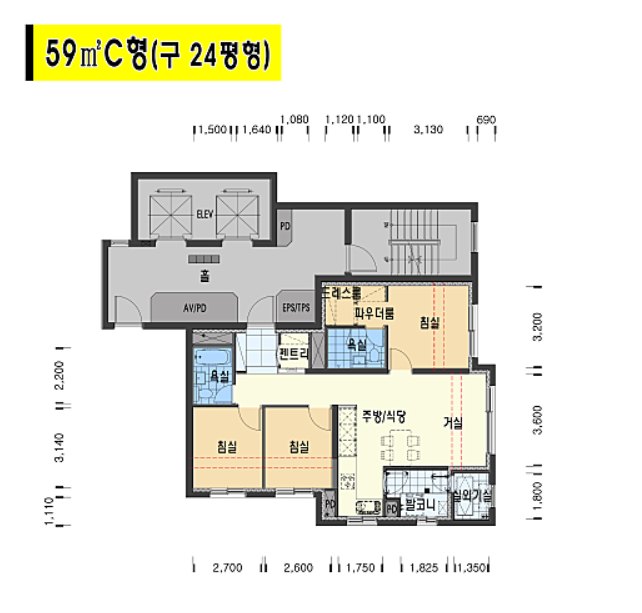 59㎡C형(구 24평형)
1,080 1,120 1,100 690
1,500 1,640 3,130
ELEV
PD
홀
AV/PD EPS/TPS
드레스룸
파우더룸 침실
3,200
욕실
펜트리
2,200 욕실
주방/식당 거실
3,600
침실 침실
3,140
실외기실
1,800
PD 발코니
PD
1,110
2,700 2,600 1,750 1,825 1,350